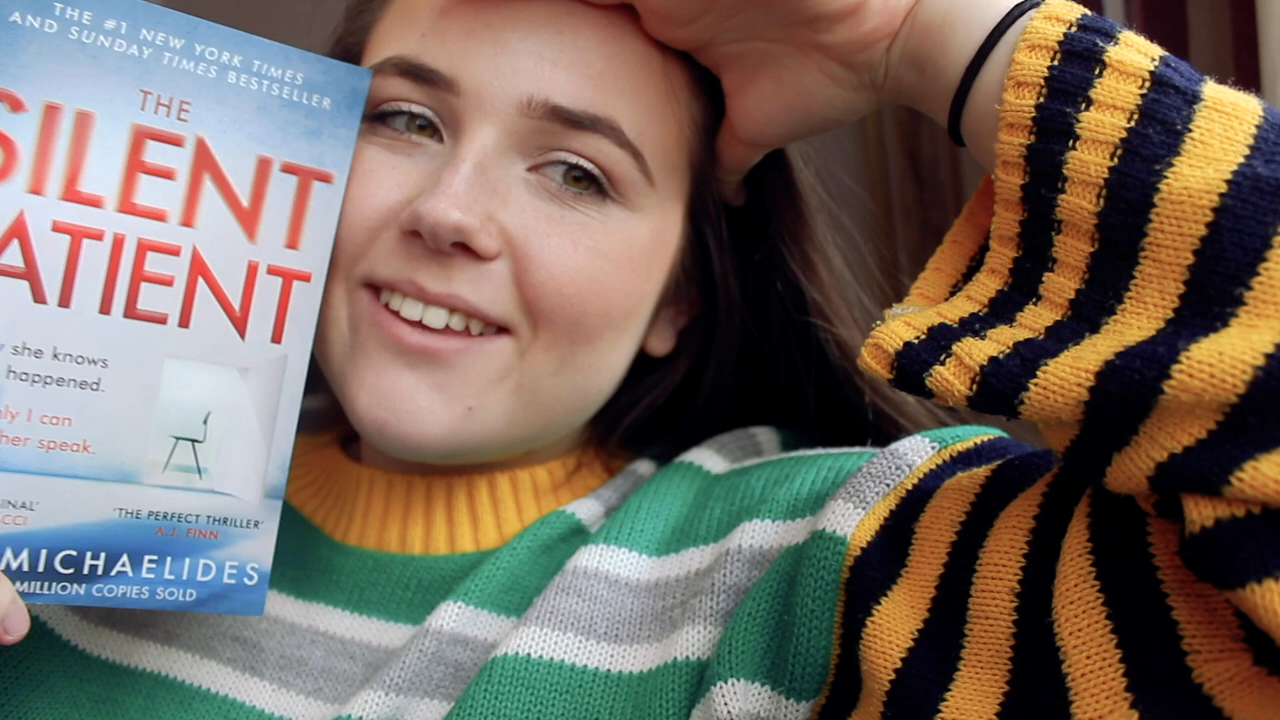 THE #1 NEW YORK TIMES
AND SUNDAY TIMES BESTSELLER
THE
SILENT
ATIENT
she knows
happened.
I can
her speak.
'THE PERFECT THRILLER'
A.J. FINN
MICHAELIDES
MILLION COPIES SOLD